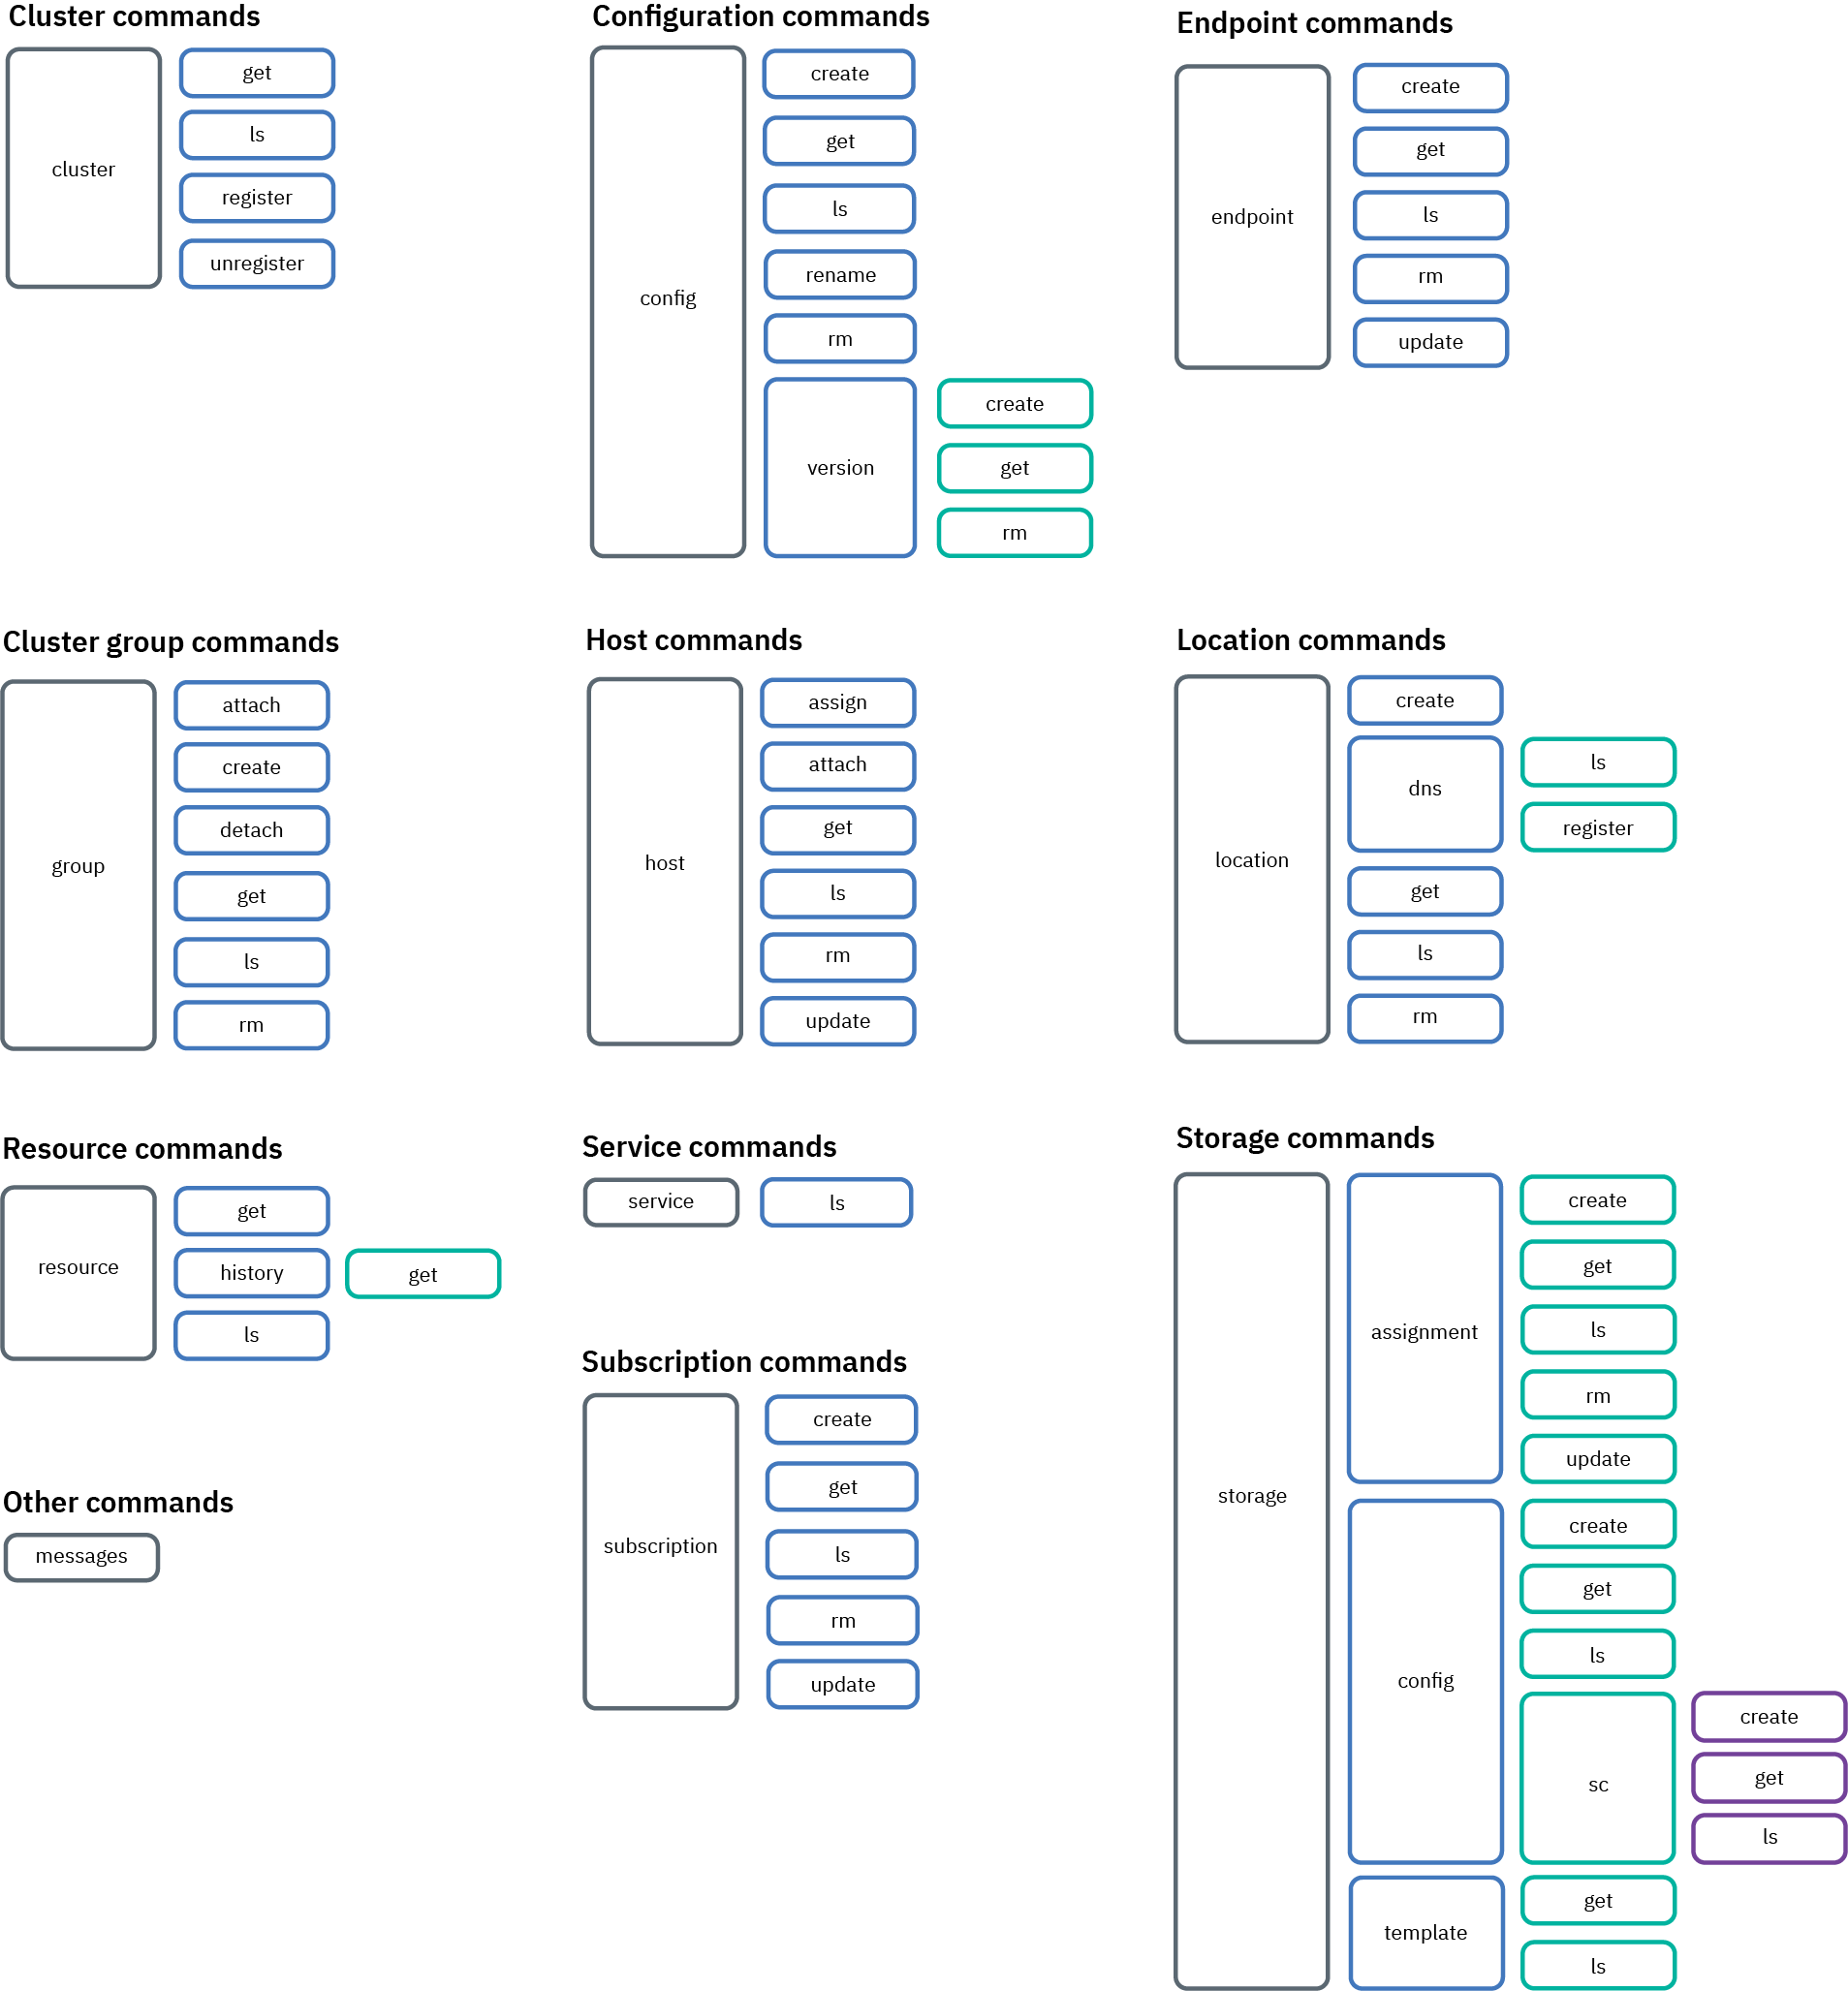 Cluster commands
cluster
get
ls
register
unregister
Configuration commands
config
create
get
ls
rename
rm
version
create
get
rm
Endpoint commands
endpoint
create
get
ls
rm
update
Cluster group commands
group
attach
create
detach
get
ls
rm
Host commands
host
assign
attach
get
ls
rm
update
Location commands
location
create
dns
ls
register
get
ls
rm
Resource commands
resource
get
history
get
ls
Service commands
service
ls
Storage commands
storage
assignment
create
get
ls
rm
update
config
create
get
ls
sc
create
get
ls
template
get
ls
Subscription commands
subscription
create
get
ls
rm
update
Other commands
messages